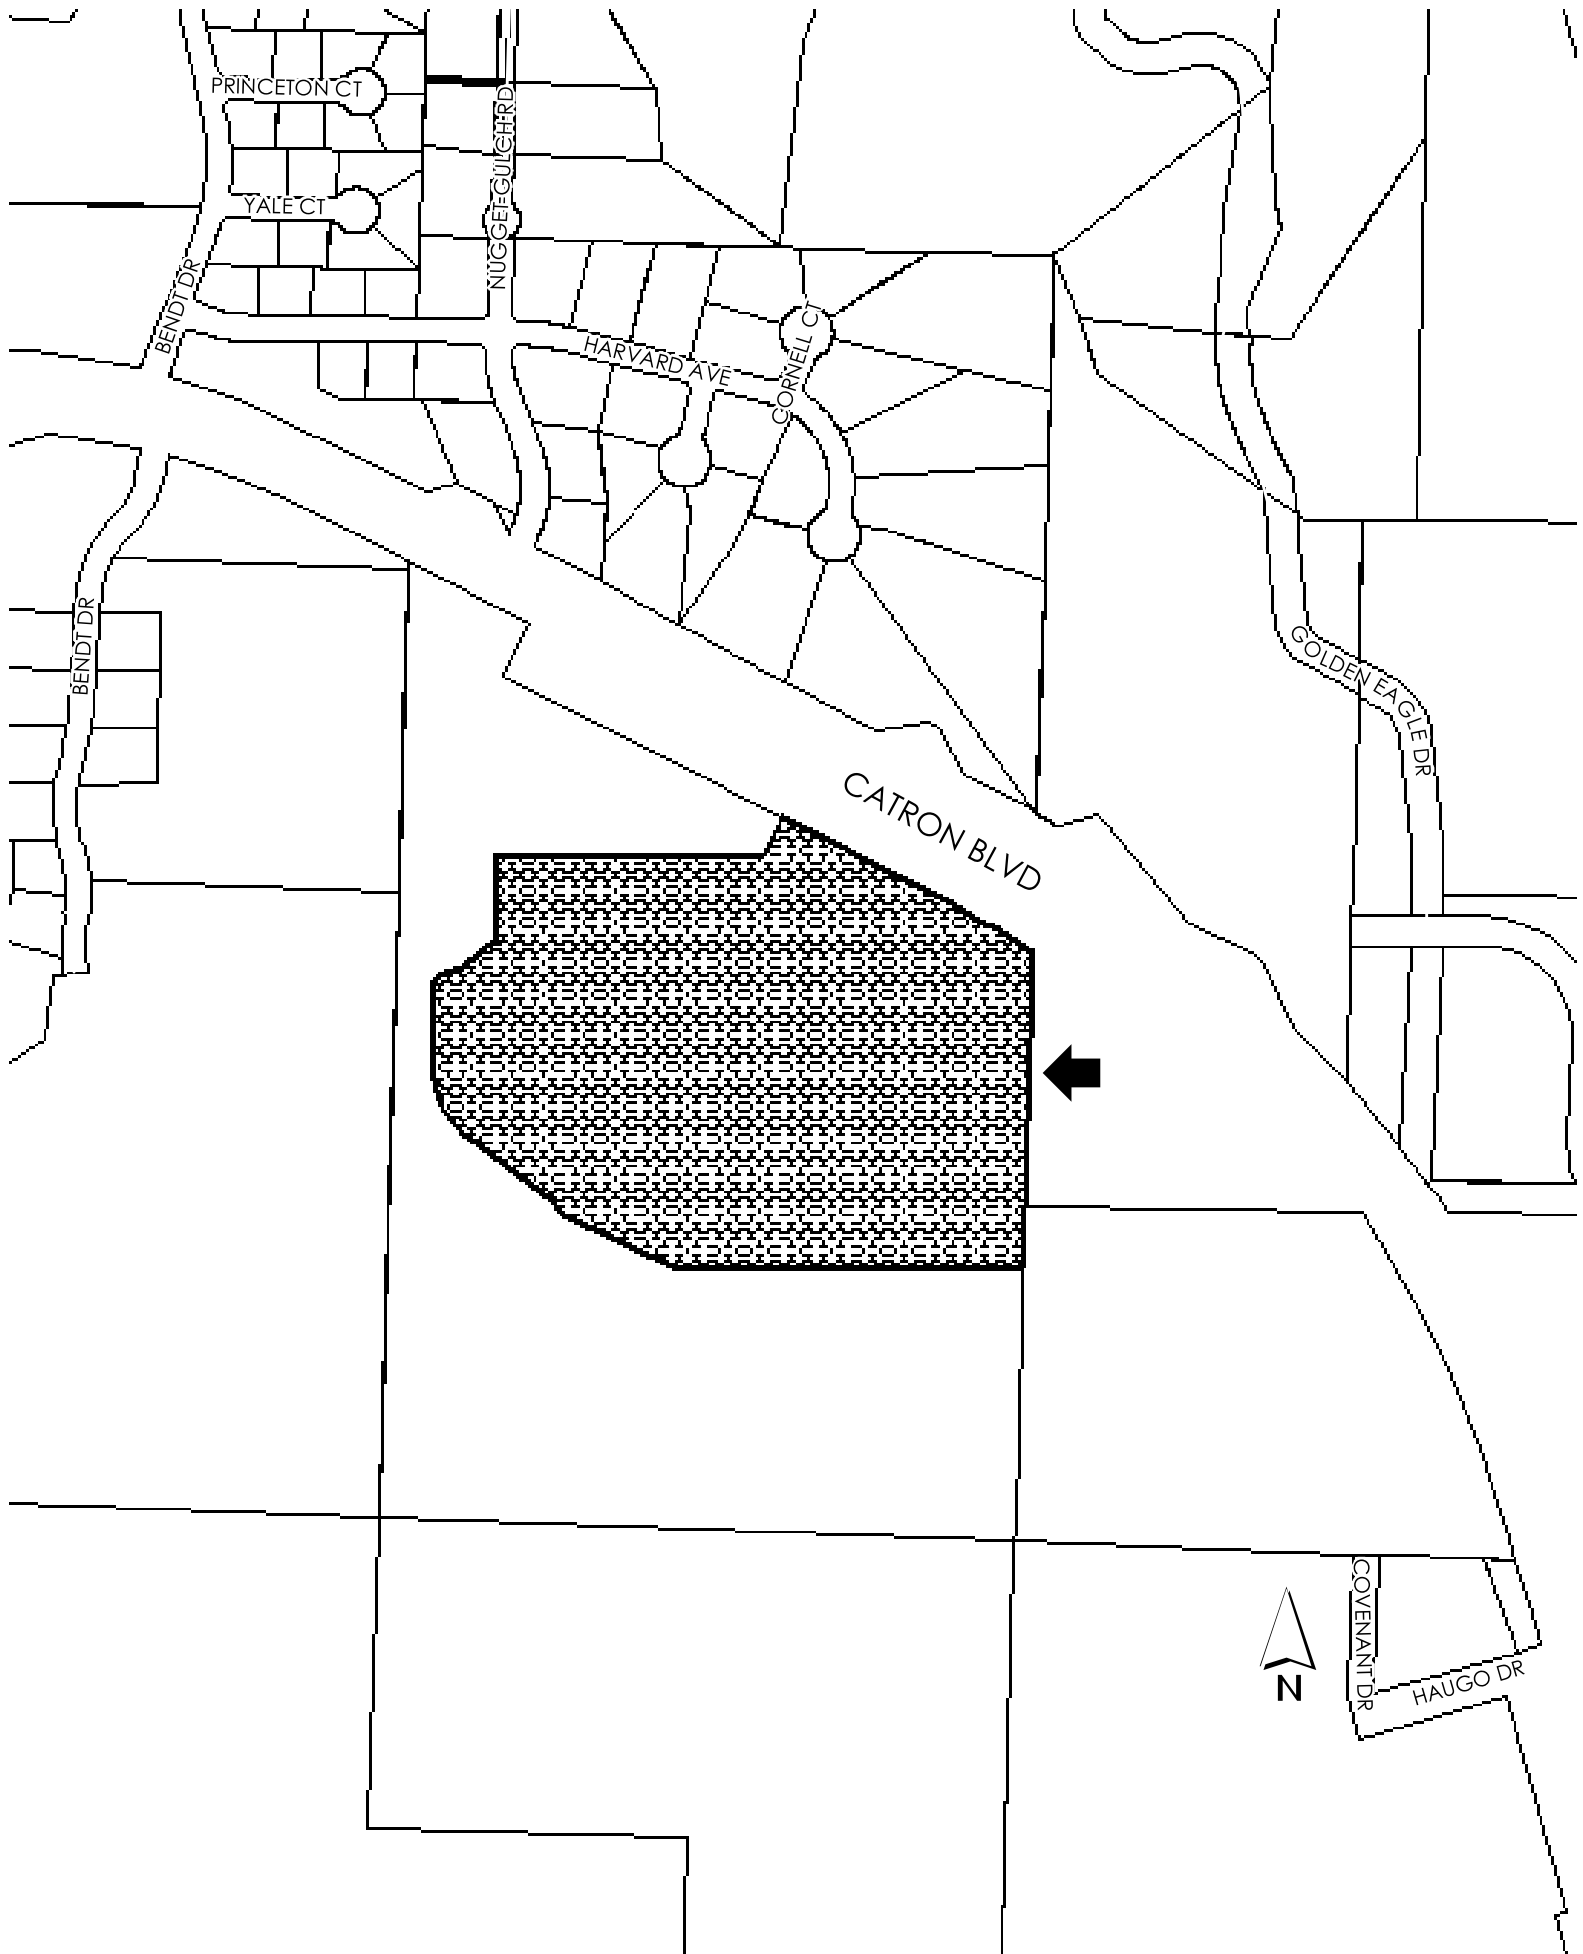 PRINCETON CT
NUGGET GULCH RD
YALE CT
BENDT DR
HARVARD AVE
CORNELL CT
BENDT DR
GOLDEN EAGLE DR
CATRON BLVD
COVENANT DR
HAUGO DR
N